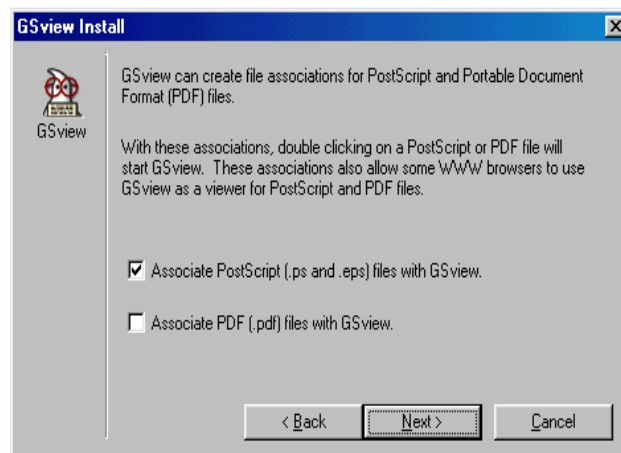 GSview Install
GSview
GSview can create file associations for PostScript and Portable Document
Format (PDF) files.
With these associations, double clicking on a PostScript or PDF file will
start GSview. These associations also allow some WWW browsers to use
GSview as a viewer for PostScript and PDF files.
Associate PostScript (.ps and .eps) files with GSview.
Associate PDF (.pdf) files with GSview.
< Back
Next >
Cancel